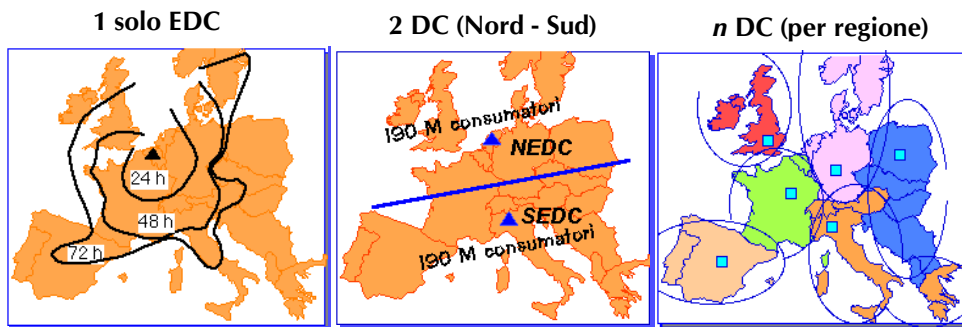 1 solo EDC
24 h
48 h
72 h
2 DC (Nord - Sud)
190 M consumatori
NEDC
SEDC
190 M consumatori
n DC (per regione)